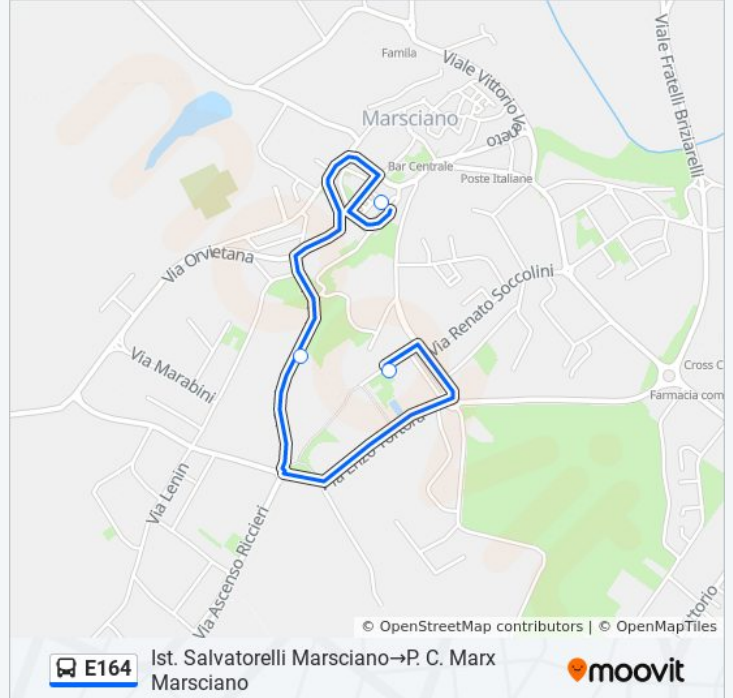 Famila
Viale Vittorio Veneto
Viale Fratelli Briziarelli
Marsciano
Bar Centrale
Poste Italiane
Via Orvietana
Via Renato Soccolini
Via Marabini
Cross C
Farmacia com
Via Enzo Tortora
Via Lenin
Via Ascenso Riccieri
ttorio
© OpenStreetMap contributors | © OpenMapTiles
E164
Ist. Salvatorelli Marsciano→P. C. Marx
Marsciano
moovit